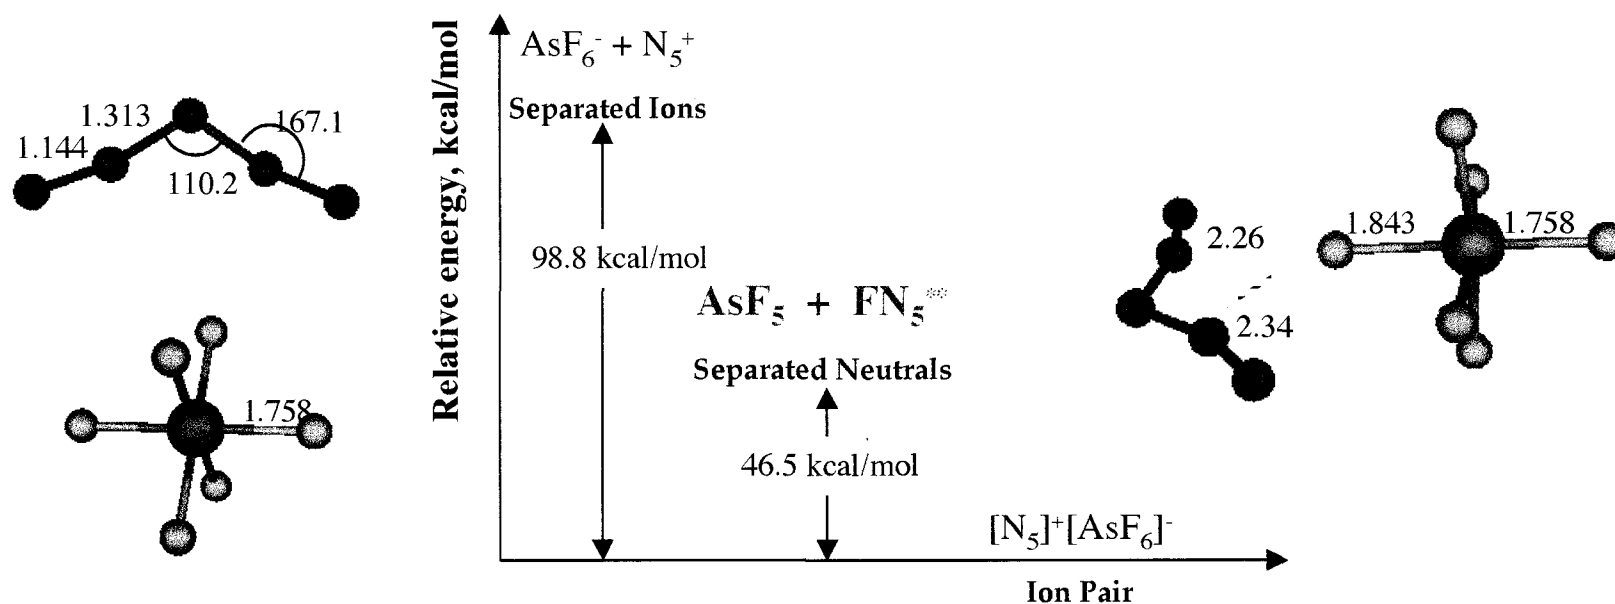 Relative energy, kcal/mol
AsF₆⁻ + N₅⁺
Separated Ions
98.8 kcal/mol
AsF₅ + FN₅**
Separated Neutrals
46.5 kcal/mol
[N₅]⁺[AsF₆]⁻
Ion Pair
1.313
167.1
1.144
110.2
1.758
2.26
2.34
1.843
1.758